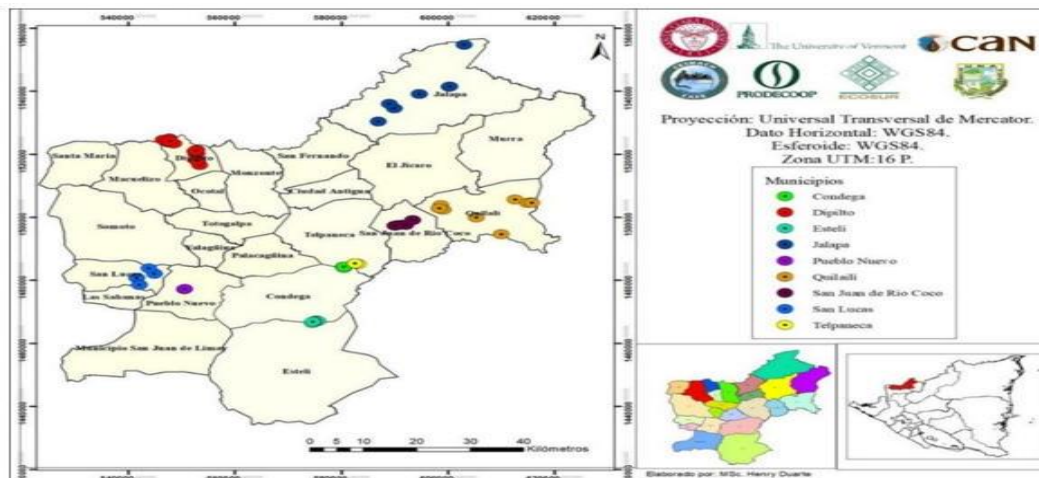 540000 560000 580000 600000 620000
N
Jalapa
Murra
Santa Maria
Dipilto
San Fernando
Macuelizo
Mozonte
El Jícaro
Ocotal
Ciudad Antigua
Quilalí
Somoto
Totogalpa
Telpaneca
San Juan de Rio Coco
Yalagüina
Palacagüina
San Lucas
Las Sabanas
Pueblo Nuevo
Condega
Municipio San Juan de Limay
Estelí
0 5 10 20 30 40
Kilómetros
The University of Vermont
CAN
PRODECOOP
ECOSUR
Proyección: Universal Transversal de Mercator.
Dato Horizontal: WGS84.
Esferoide: WGS84.
Zona UTM:16 P.
Municipios
Condega
Dipilto
Estelí
Jalapa
Pueblo Nuevo
Quilailí
San Juan de Rio Coco
San Lucas
Telpaneca
Elaborado por: MSc. Henry Duarte